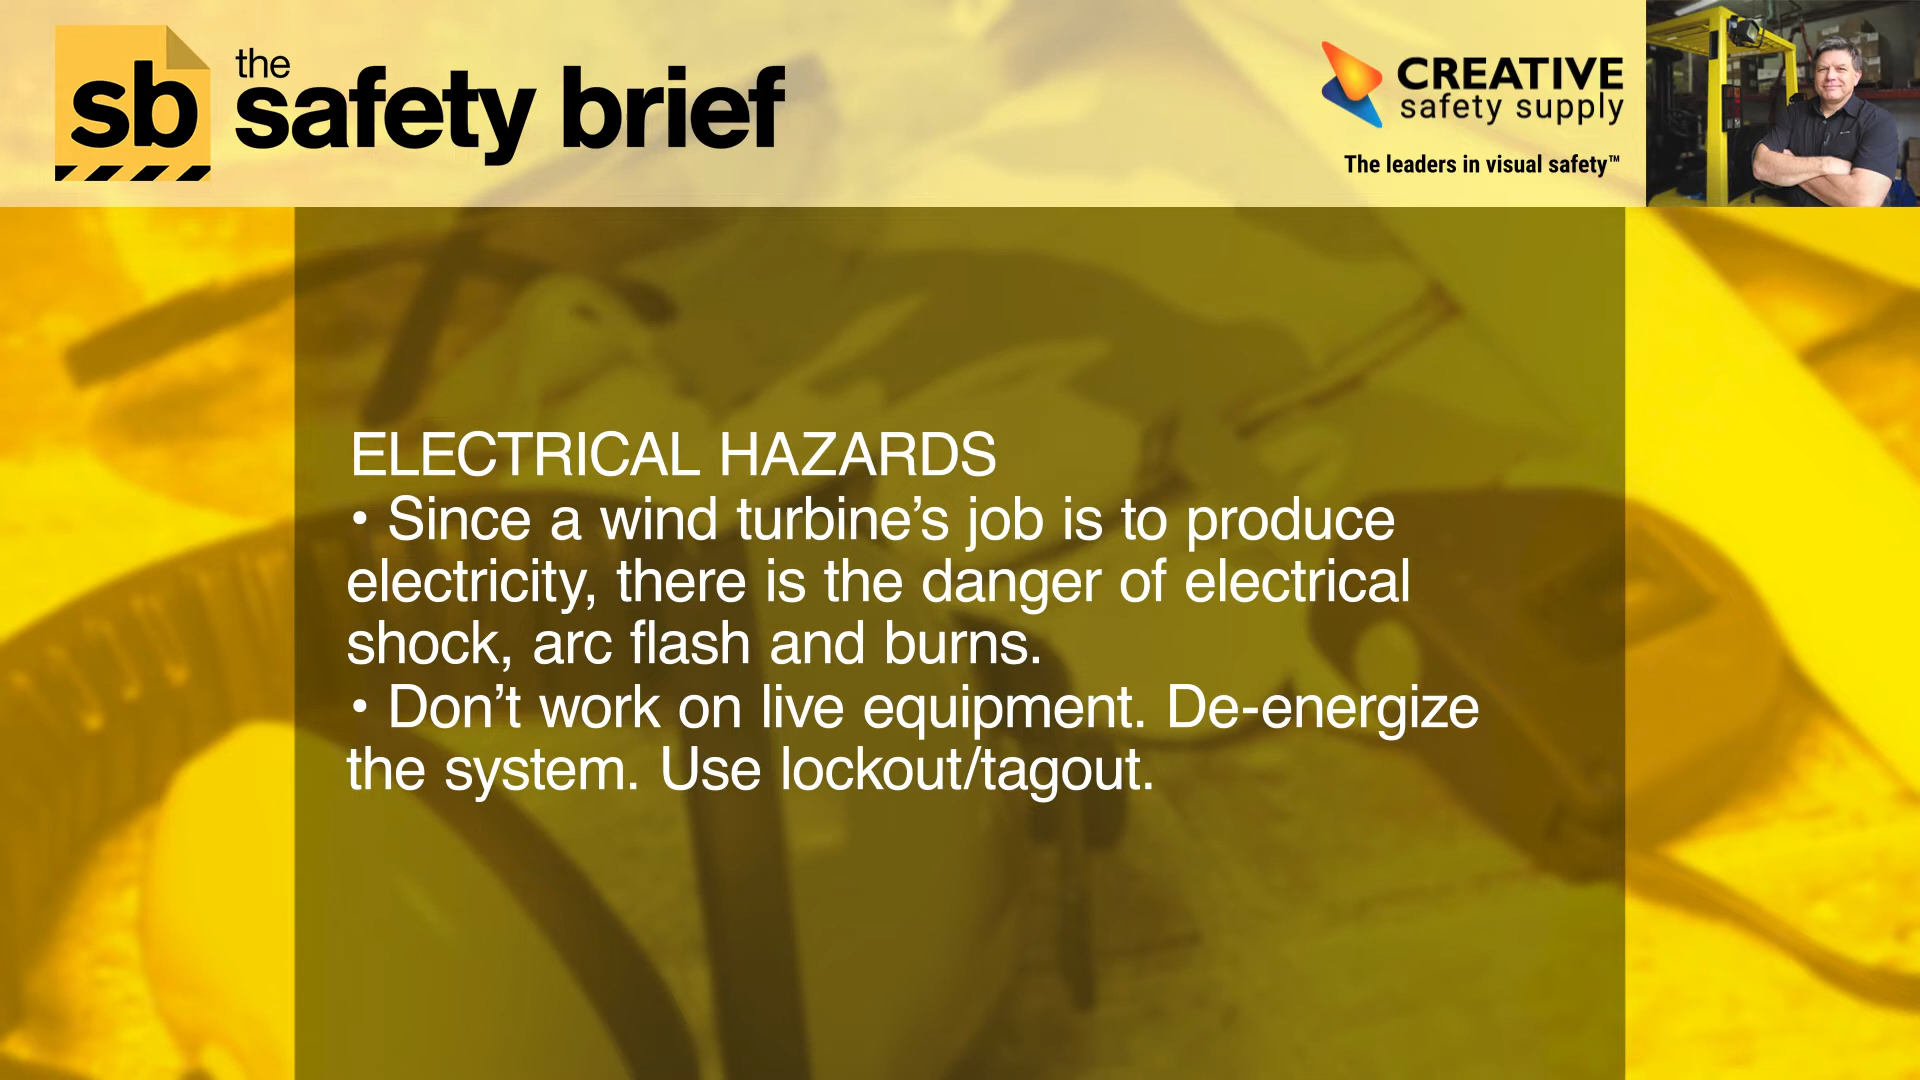 sb
the
safety brief
CREATIVE
safety supply
The leaders in visual safety™
ELECTRICAL HAZARDS
• Since a wind turbine’s job is to produce
electricity, there is the danger of electrical
shock, arc flash and burns.
• Don’t work on live equipment. De-energize
the system. Use lockout/tagout.